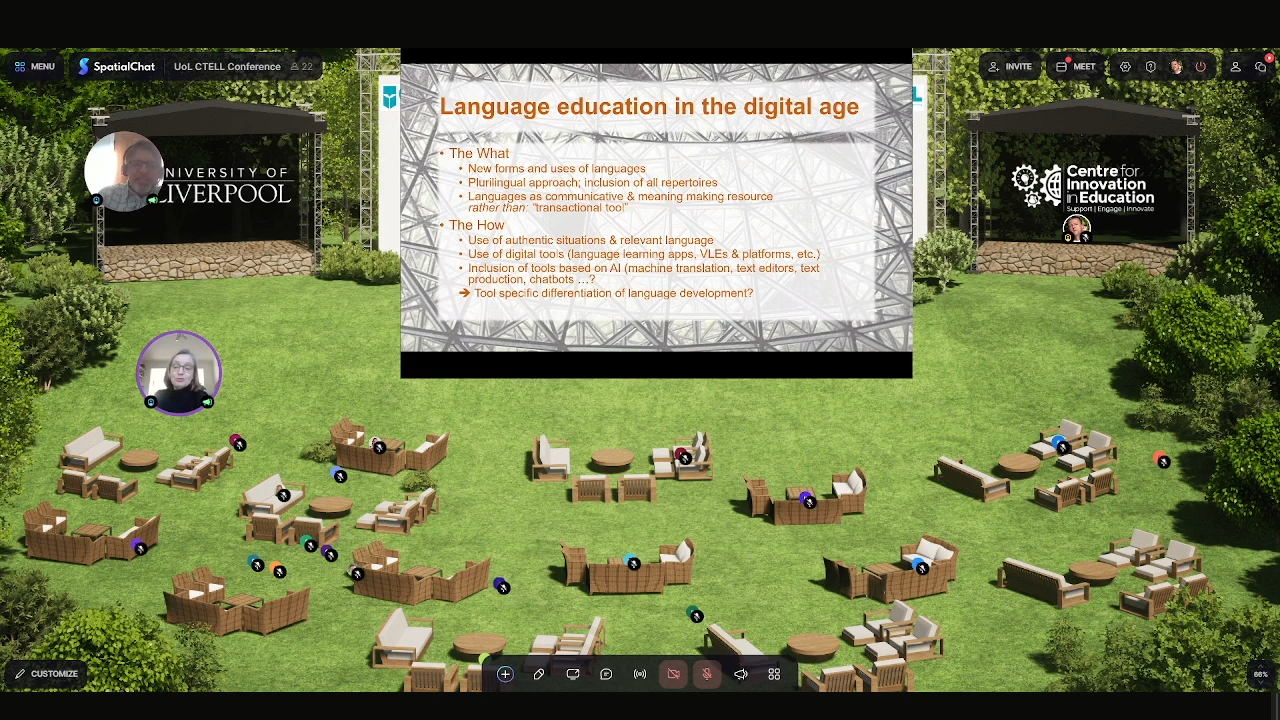 MENU
SpatialChat
UoL CTELL Conference
22
INVITE
MEET
Language education in the digital age
• The What
• New forms and uses of languages
• Plurilingual approach; inclusion of all repertoires
• Languages as communicative & meaning making resource
rather than: "transactional tool"
• The How
• Use of authentic situations & relevant language
• Use of digital tools (language learning apps, VLEs & platforms, etc.)
• Inclusion of tools based on AI (machine translation, text editors, text
production, chatbots …?
➔ Tool specific differentiation of language development?
NIVERSITY OF
LIVERPOOL
Centre for
Innovation
in Education
Support | Engage | Innovate
L
CUSTOMIZE
66%